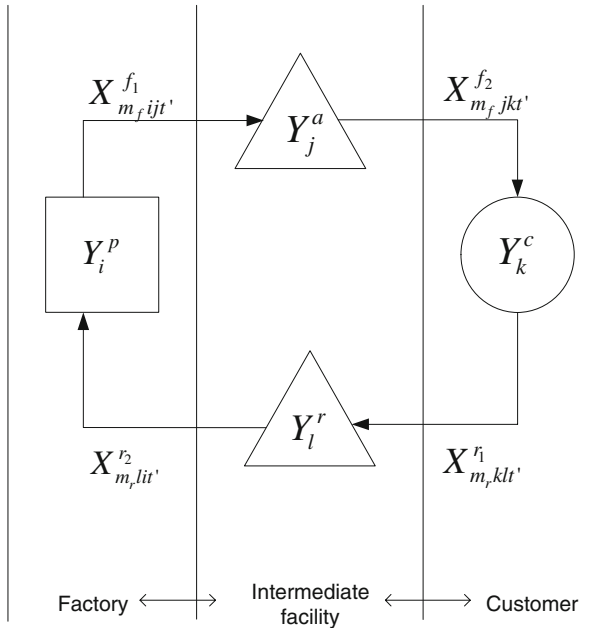 X^{f_1}_{m_f ijt'}
Y^a_j
X^{f_2}_{m_f jkt'}
Y^p_i
Y^c_k
Y^r_l
X^{r_2}_{m_r lit'}
X^{r_1}_{m_r klt'}
Factory
Intermediate
facility
Customer